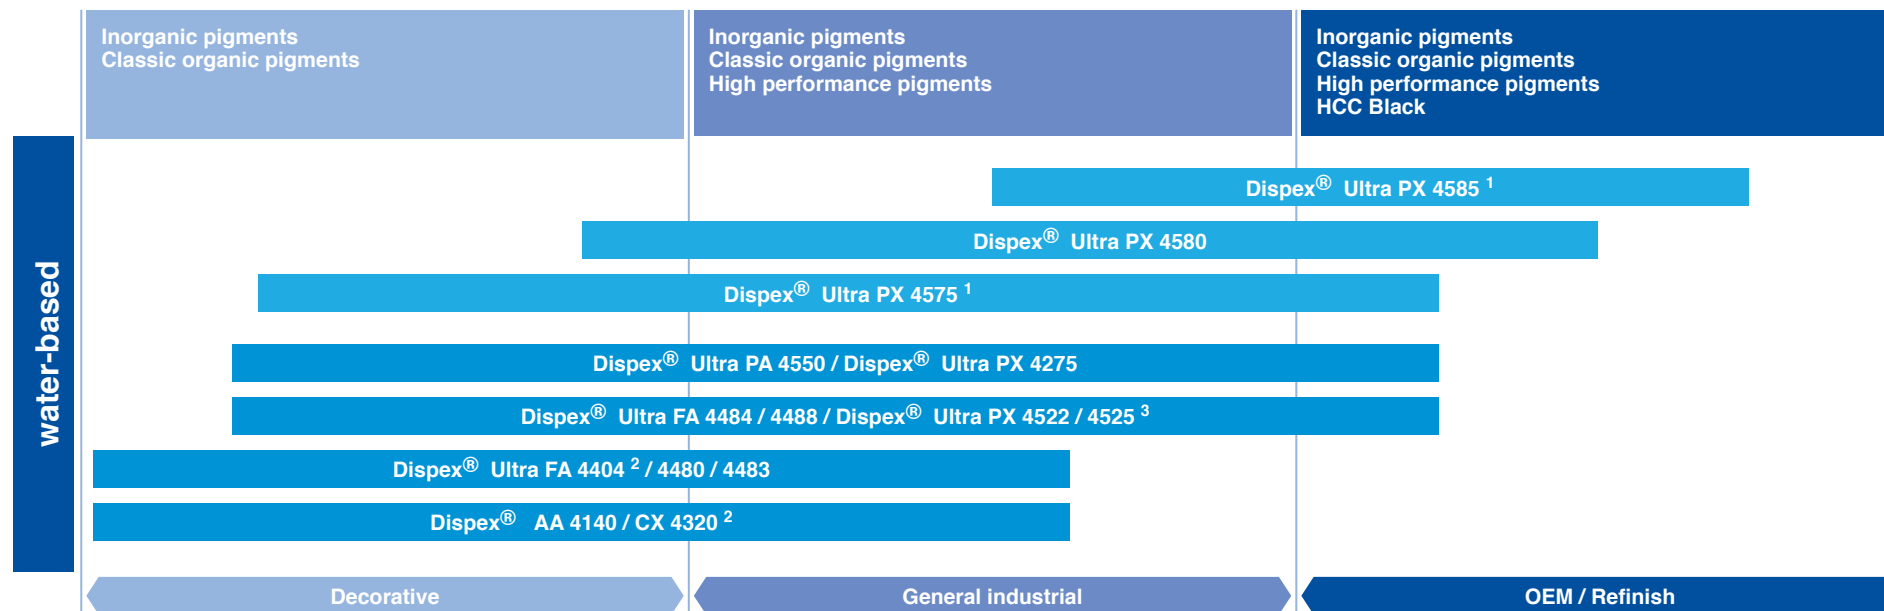 Inorganic pigments
Classic organic pigments
Inorganic pigments
Classic organic pigments
High performance pigments
Inorganic pigments
Classic organic pigments
High performance pigments
HCC Black
water-based
Dispex® Ultra PX 4585 ¹
Dispex® Ultra PX 4580
Dispex® Ultra PX 4575 ¹
Dispex® Ultra PA 4550 / Dispex® Ultra PX 4275
Dispex® Ultra FA 4484 / 4488 / Dispex® Ultra PX 4522 / 4525 ³
Dispex® Ultra FA 4404 ² / 4480 / 4483
Dispex® AA 4140 / CX 4320 ²
Decorative
General industrial
OEM / Refinish